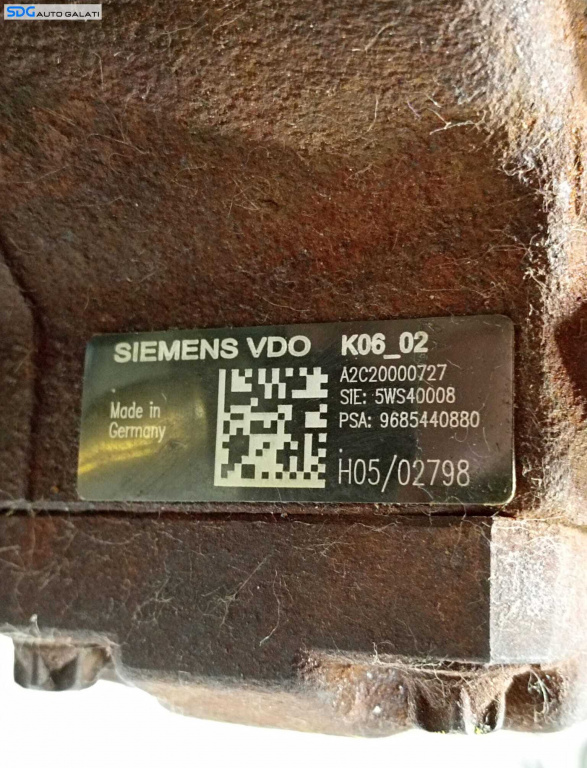 SDG AUTO GALATI
SIEMENS VDO K06_02
A2C20000727
SIE: 5WS40008
Made in
Germany
PSA: 9685440880
H05/02798